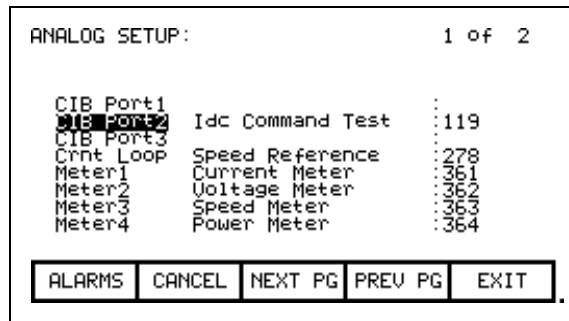 ANALOG SETUP: 1 of 2
CIB Port1 :
CIB Port2 Idc Command Test :119
CIB Port3 :
Crnt Loop Speed Reference :278
Meter1 Current Meter :361
Meter2 Voltage Meter :362
Meter3 Speed Meter :363
Meter4 Power Meter :364
ALARMS CANCEL NEXT PG PREV PG EXIT